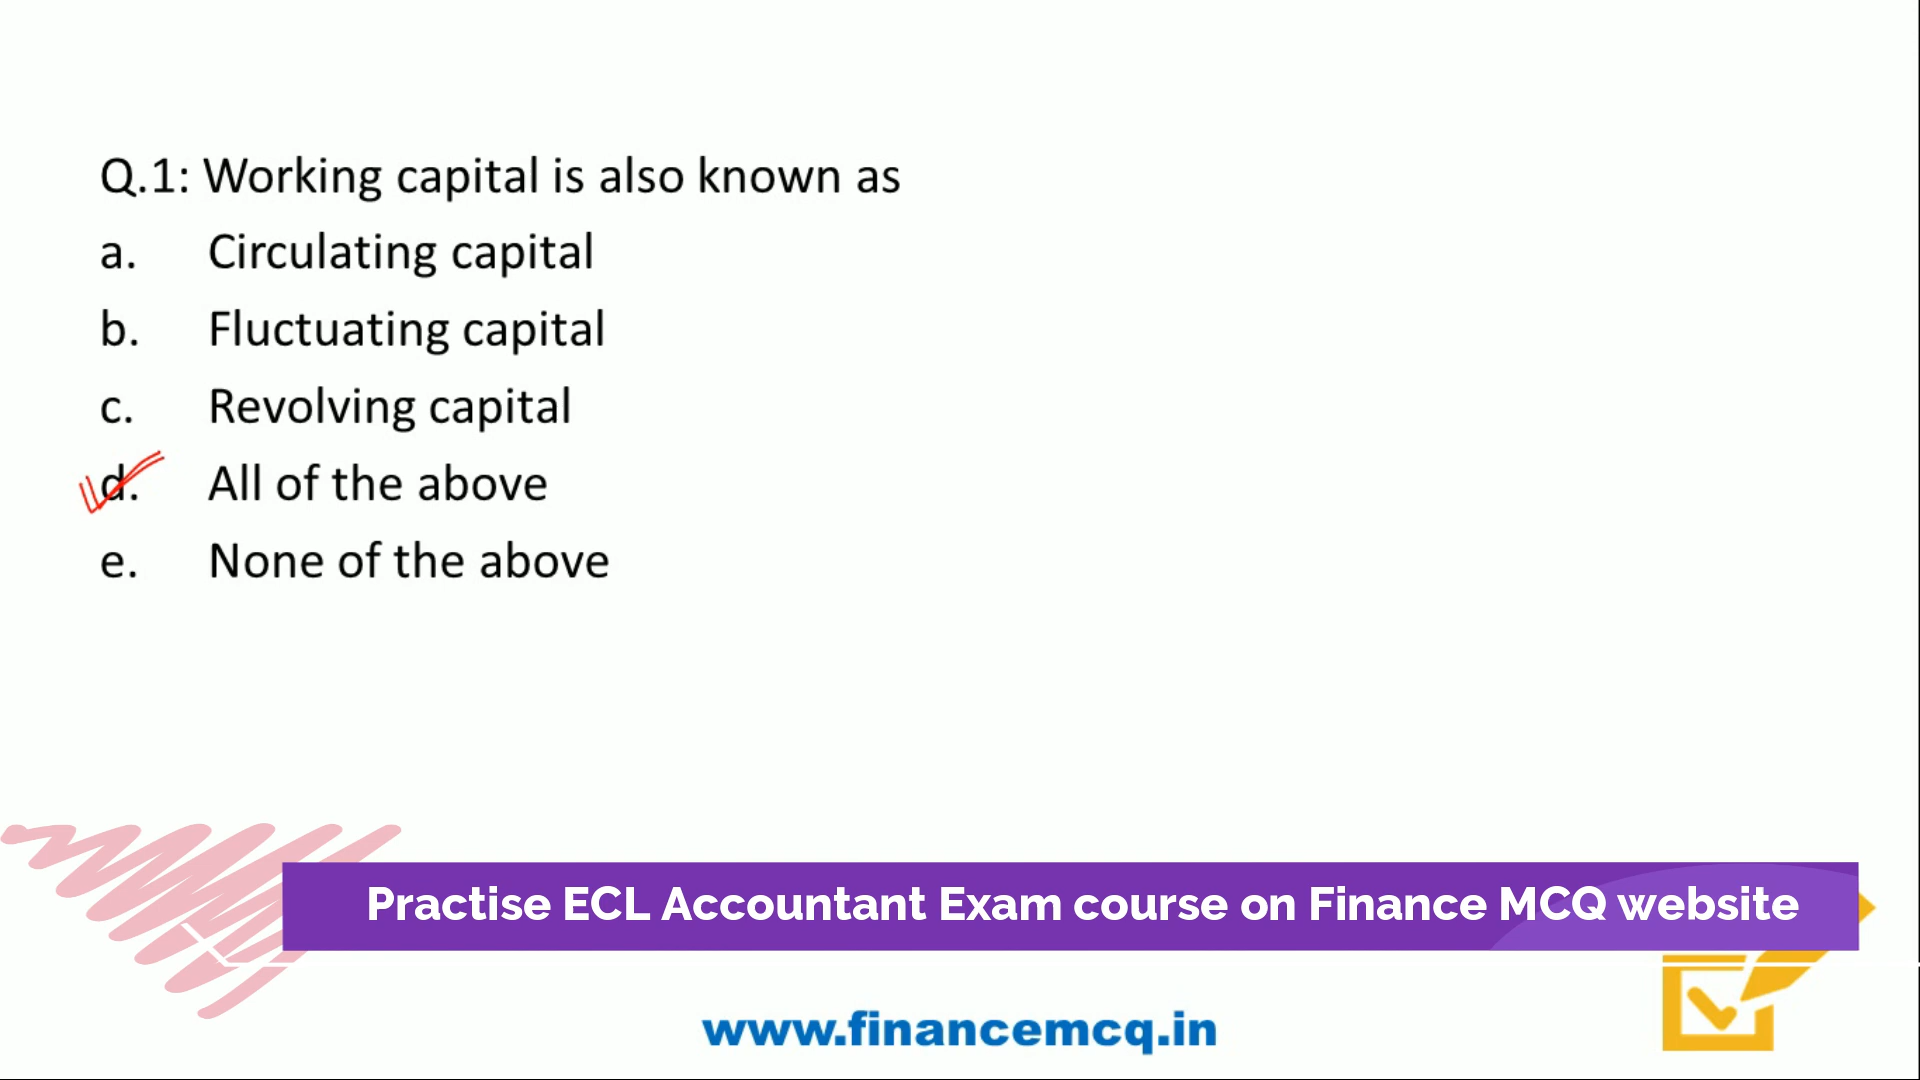 Q.1: Working capital is also known as
a. Circulating capital
b. Fluctuating capital
c. Revolving capital
d. All of the above
e. None of the above
Practise ECL Accountant Exam course on Finance MCQ website
www.financemcq.in